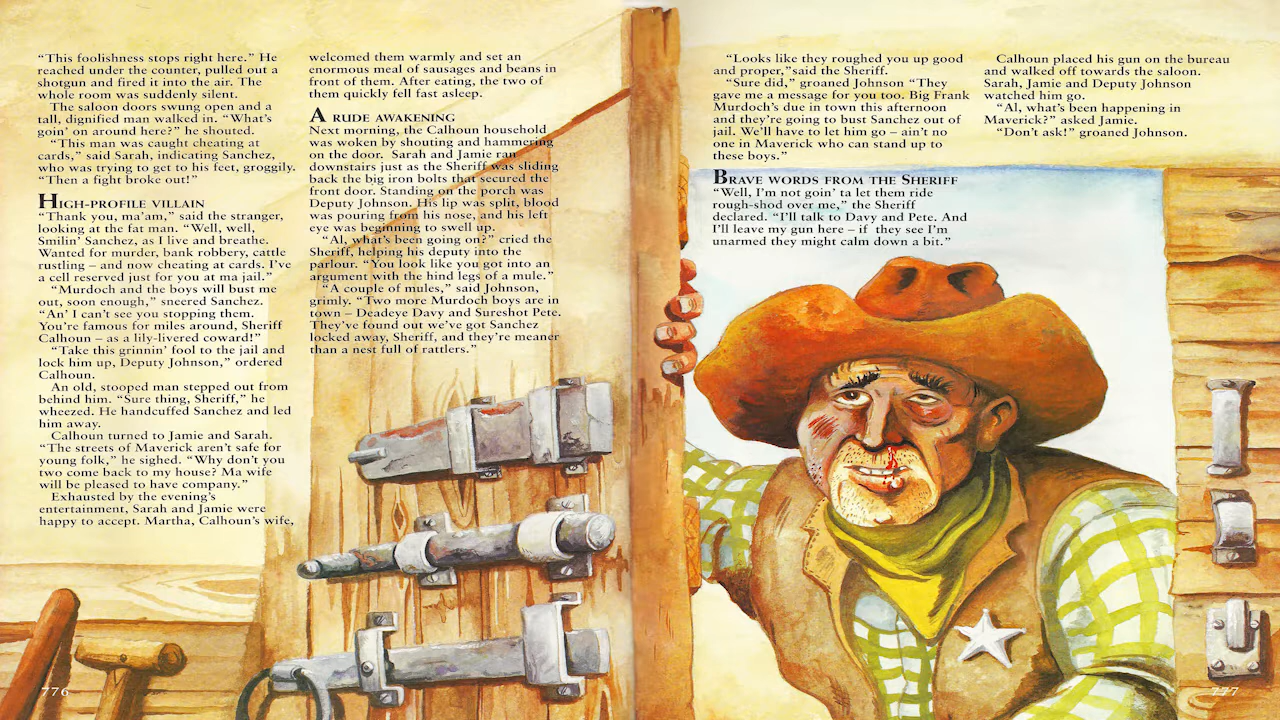 “This foolishness stops right here.” He
reached under the counter, pulled out a
shotgun and fired it into the air. The
whole room was suddenly silent.
The saloon doors swung open and a
tall, dignified man walked in. “What's
goin’ on around here?” he shouted.
“This man was caught cheating at
cards,” said Sarah, indicating Sanchez,
who was trying to get to his feet, groggily.
“Then a fight broke out!”
HIGH-PROFILE VILLAIN
“Thank you, ma’am,” said the stranger,
looking at the fat man. “Well, well,
Smilin’ Sanchez, as I live and breathe.
Wanted for murder, bank robbery, cattle
rustling – and now cheating at cards. I’ve
a cell reserved just for you at ma jail.”
“Murdoch and the boys will bust me
out, soon enough,” sneered Sanchez.
“An’ I can’t see you stopping them.
You’re famous for miles around, Sheriff
Calhoun – as a lily-livered coward!”
“Take this grinnin’ fool to the jail and
lock him up, Deputy Johnson,” ordered
Calhoun.
An old, stooped man stepped out from
behind him. “Sure thing, Sheriff,” he
wheezed. He handcuffed Sanchez and led
him away.
Calhoun turned to Jamie and Sarah.
“The streets of Maverick aren’t safe for
young folk,” he sighed. “Why don’t you
two come back to my house? Ma wife
will be pleased to have company.”
Exhausted by the evening’s
entertainment, Sarah and Jamie were
happy to accept. Martha, Calhoun’s wife,
776
welcomed them warmly and set an
enormous meal of sausages and beans in
front of them. After eating, the two of
them quickly fell fast asleep.
A RUDE AWAKENING
Next morning, the Calhoun household
was woken by shouting and hammering
on the door. Sarah and Jamie ran
downstairs just as the Sheriff was sliding
back the big iron bolts that secured the
front door. Standing on the porch was
Deputy Johnson. His lip was split, blood
was pouring from his nose, and his left
eye was beginning to swell up.
“Al, what’s been going on?” cried the
Sheriff, helping his deputy into the
parlour. “You look like you got into an
argument with the hind legs of a mule.”
“A couple of mules,” said Johnson,
grimly. “Two more Murdoch boys are in
town – Deadeye Davy and Sureshot Pete.
They’ve found out we’ve got Sanchez
locked away, Sheriff, and they’re meaner
than a nest full of rattlers.”
“Looks like they roughed you up good
and proper,”said the Sheriff.
“Sure did,” groaned Johnson “They
gave me a message for you too. Big Frank
Murdoch’s due in town this afternoon
and they’re going to bust Sanchez out of
jail. We’ll have to let him go – ain’t no
one in Maverick who can stand up to
these boys.”
BRAVE WORDS FROM THE SHERIFF
“Well, I’m not goin’ ta let them ride
rough-shod over me,” the Sheriff
declared. “I’ll talk to Davy and Pete. And
I’ll leave my gun here – if they see I’m
unarmed they might calm down a bit.”
Calhoun placed his gun on the bureau
and walked off towards the saloon.
Sarah, Jamie and Deputy Johnson
watched him go.
“Al, what’s been happening in
Maverick?” asked Jamie.
“Don’t ask!” groaned Johnson.
777